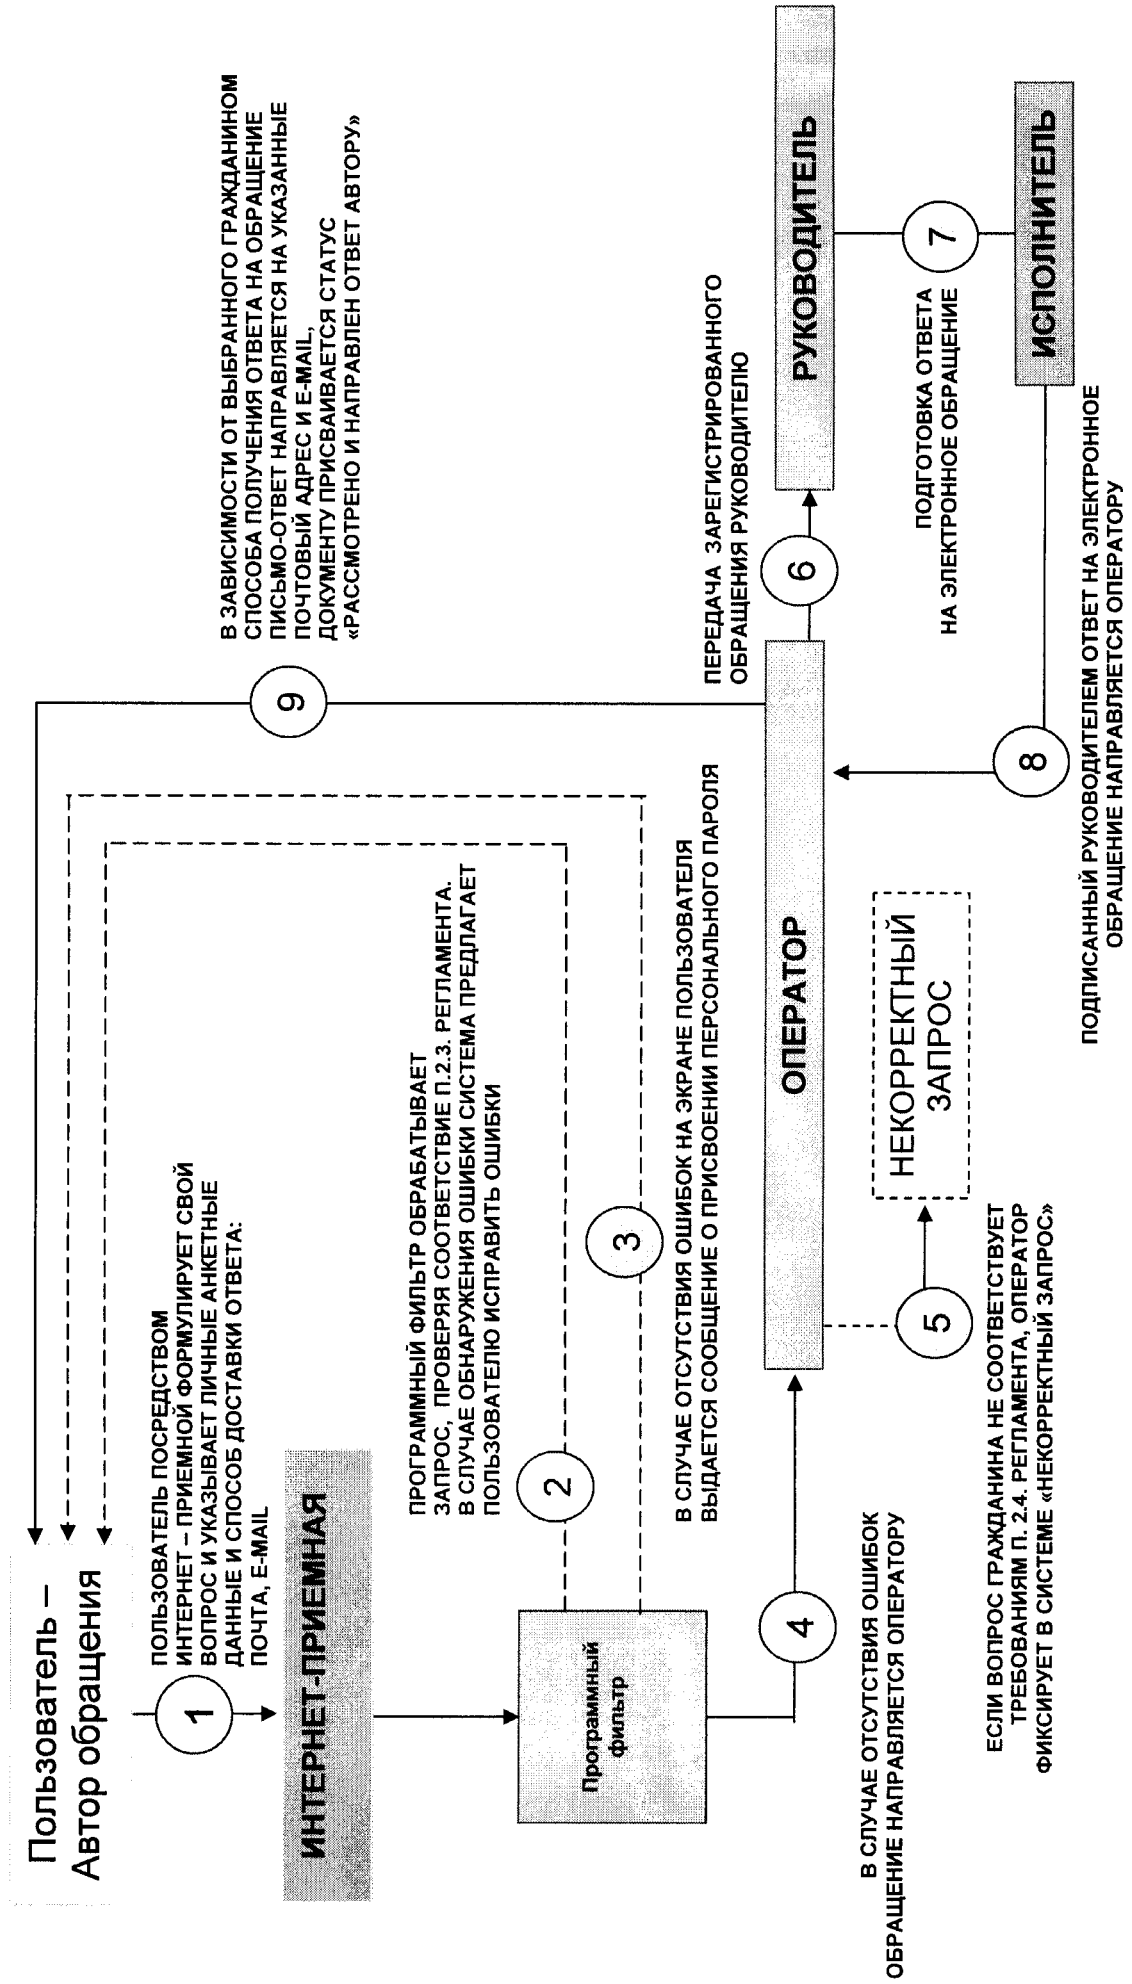 Пользователь –
Автор обращения
1
ПОЛЬЗОВАТЕЛЬ ПОСРЕДСТВОМ
ИНТЕРНЕТ – ПРИЕМНОЙ ФОРМУЛИРУЕТ СВОЙ
ВОПРОС И УКАЗЫВАЕТ ЛИЧНЫЕ АНКЕТНЫЕ
ДАННЫЕ И СПОСОБ ДОСТАВКИ ОТВЕТА:
ПОЧТА, E-MAIL
ИНТЕРНЕТ-ПРИЕМНАЯ
9
В ЗАВИСИМОСТИ ОТ ВЫБРАННОГО ГРАЖДАНИНОМ
СПОСОБА ПОЛУЧЕНИЯ ОТВЕТА НА ОБРАЩЕНИЕ
ПИСЬМО-ОТВЕТ НАПРАВЛЯЕТСЯ НА УКАЗАННЫЕ
ПОЧТОВЫЙ АДРЕС И E-MAIL,
ДОКУМЕНТУ ПРИСВАИВАЕТСЯ СТАТУС
«РАССМОТРЕНО И НАПРАВЛЕН ОТВЕТ АВТОРУ»
ПРОГРАММНЫЙ ФИЛЬТР ОБРАБАТЫВАЕТ
ЗАПРОС, ПРОВЕРЯЯ СООТВЕТСТВИЕ П.2.3. РЕГЛАМЕНТА.
В СЛУЧАЕ ОБНАРУЖЕНИЯ ОШИБКИ СИСТЕМА ПРЕДЛАГАЕТ
ПОЛЬЗОВАТЕЛЮ ИСПРАВИТЬ ОШИБКИ
2
Программный
фильтр
3
В СЛУЧАЕ ОТСУТСТВИЯ ОШИБОК НА ЭКРАНЕ ПОЛЬЗОВАТЕЛЯ
ВЫДАЕТСЯ СООБЩЕНИЕ О ПРИСВОЕНИИ ПЕРСОНАЛЬНОГО ПАРОЛЯ
4
В СЛУЧАЕ ОТСУТСТВИЯ ОШИБОК
ОБРАЩЕНИЕ НАПРАВЛЯЕТСЯ ОПЕРАТОРУ
ОПЕРАТОР
ПЕРЕДАЧА ЗАРЕГИСТРИРОВАННОГО
ОБРАЩЕНИЯ РУКОВОДИТЕЛЮ
6
РУКОВОДИТЕЛЬ
5
НЕКОРРЕКТНЫЙ
ЗАПРОС
ЕСЛИ ВОПРОС ГРАЖДАНИНА НЕ СООТВЕТСТВУЕТ
ТРЕБОВАНИЯМ П. 2.4. РЕГЛАМЕНТА, ОПЕРАТОР
ФИКСИРУЕТ В СИСТЕМЕ «НЕКОРРЕКТНЫЙ ЗАПРОС»
ПОДГОТОВКА ОТВЕТА
НА ЭЛЕКТРОННОЕ ОБРАЩЕНИЕ
7
ИСПОЛНИТЕЛЬ
8
ПОДПИСАННЫЙ РУКОВОДИТЕЛЕМ ОТВЕТ НА ЭЛЕКТРОННОЕ
ОБРАЩЕНИЕ НАПРАВЛЯЕТСЯ ОПЕРАТОРУ